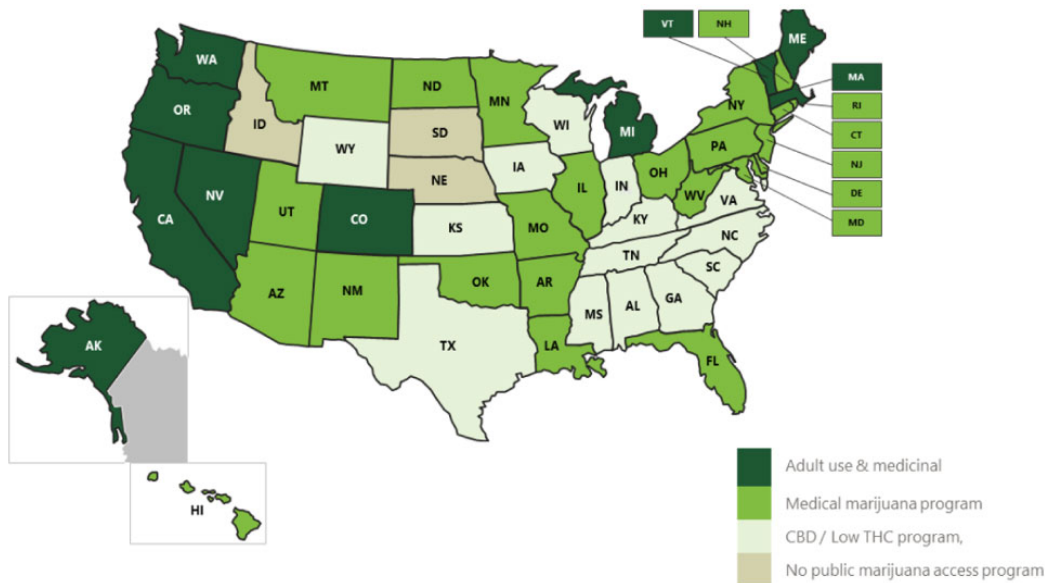 VT
NH
ME
WA
MT
ND
MN
MA
OR
ID
SD
WI
MI
NY
RI
WY
CT
IA
PA
NJ
NE
NV
UT
CO
IL
IN
OH
WV
DE
CA
KS
MO
KY
VA
MD
NC
TN
AZ
NM
OK
AR
SC
MS
AL
GA
TX
LA
FL
AK
HI
Adult use & medicinal
Medical marijuana program
CBD / Low THC program,
No public marijuana access program